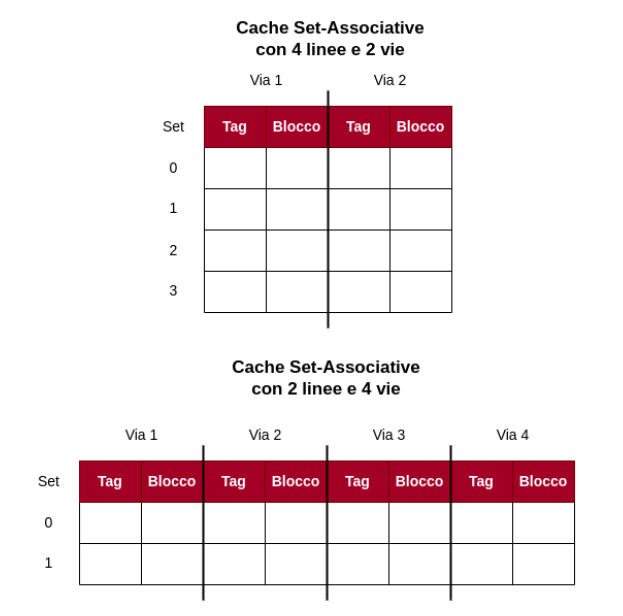 Cache Set-Associative
con 4 linee e 2 vie
Via 1 Via 2
Set Tag Blocco Tag Blocco
0
1
2
3
Cache Set-Associative
con 2 linee e 4 vie
Via 1 Via 2 Via 3 Via 4
Set Tag Blocco Tag Blocco Tag Blocco Tag Blocco
0
1